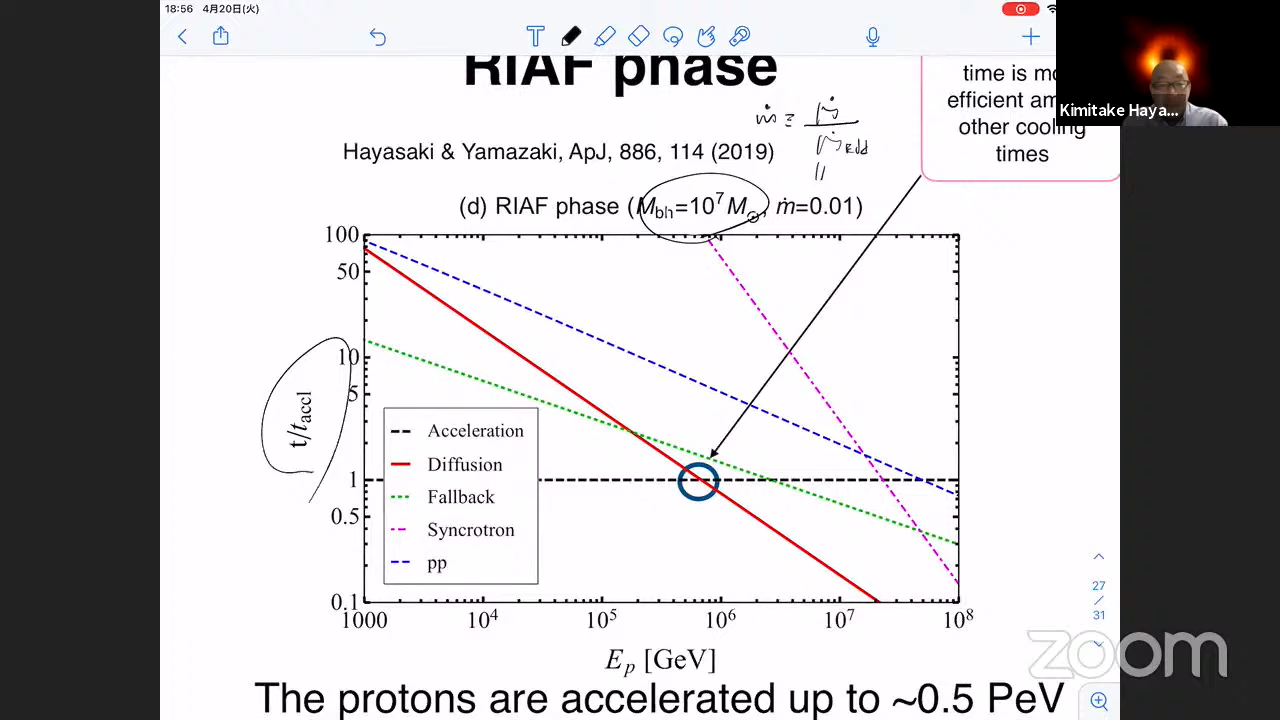 18:56 4月20日(火)
RIAF phase
time is mo
efficient am
other cooling
times
Kimitake Haya...
ṁ ≡ Ṁ
Ṁ Edd
Hayasaki & Yamazaki, ApJ, 886, 114 (2019)
(d) RIAF phase (Mbh=10⁷M⊙, ṁ=0.01)
100
50
10
5
1
0.5
0.1
t/taccl
Acceleration
Diffusion
Fallback
Syncrotron
pp
1000 10⁴ 10⁵ 10⁶ 10⁷ 10⁸
Ep [GeV]
27
/
31
zoom
The protons are accelerated up to ~0.5 PeV